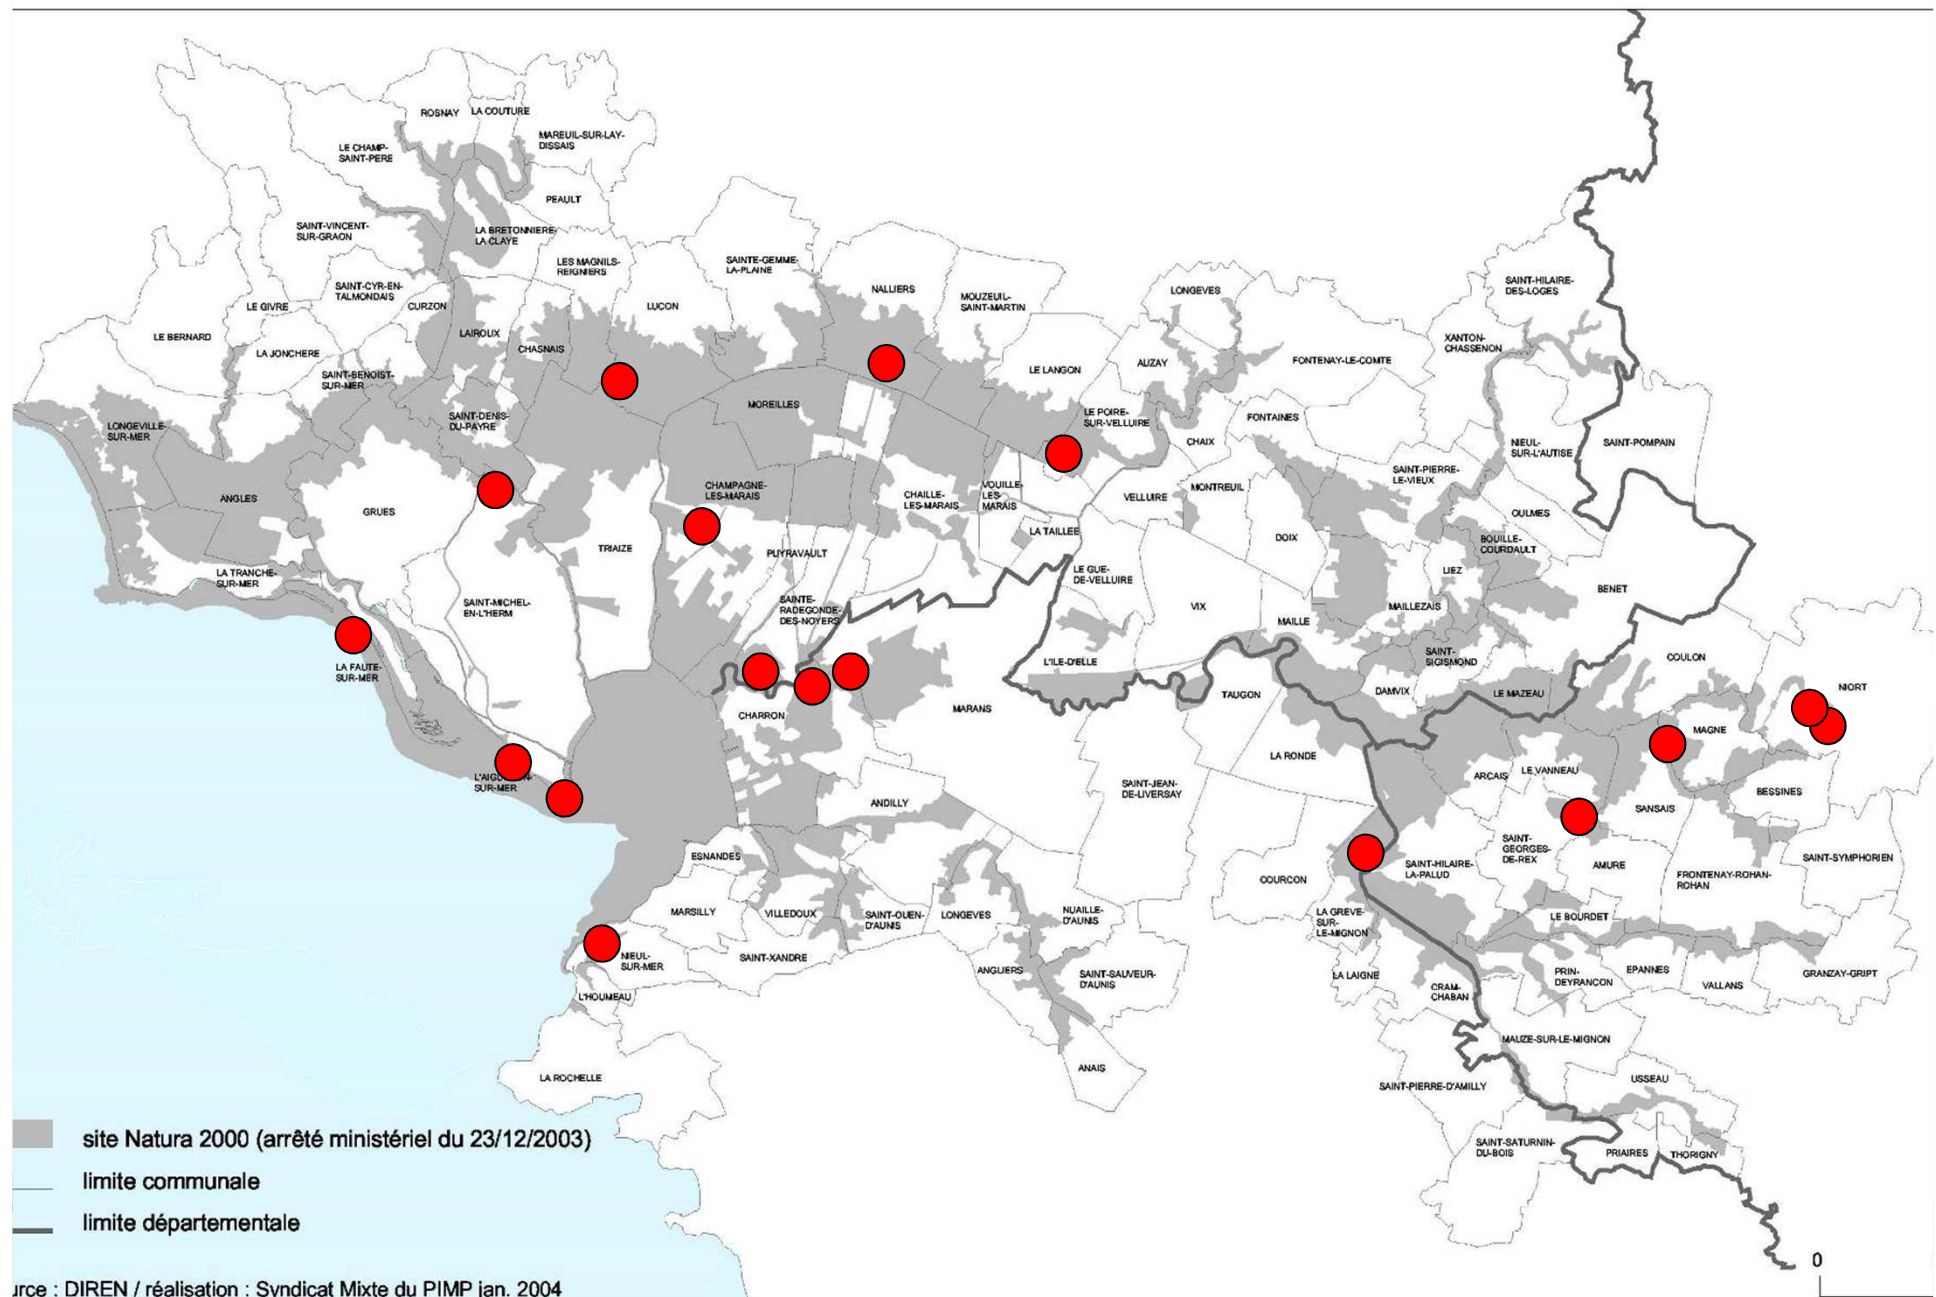 ROSNAY
LA COUTURE
MAREUIL-SUR-LAY-
DISSAIS
LE CHAMP-
SAINT-PERE
PEAULT
SAINT-VINCENT-
SUR-GRAON
LA BRETONNIERE-
LA CLAYE
LES MAGNILS-
REIGNIERS
SAINTE-GEMME-
LA-PLAINE
SAINT-CYR-EN-
TALMONDAIS
LE GIVRE
CURZON
LUÇON
NALLIERS
MOUZEUIL-
SAINT-MARTIN
LONGEVES
SAINT-HILAIRE-
DES-LOGES
LE BERNARD
LAIROUX
CHASNAIS
LA JONCHERE
SAINT-BENOIST-
SUR-MER
LE LANGON
AUZAY
FONTENAY-LE-COMTE
XANTON-
CHASSENON
MOREILLES
SAINT-DENIS-
DU-PAYRE
LONGEVILLE-
SUR-MER
LE POIRE-
SUR-VELLUIRE
CHAIX
FONTAINES
NIEUL-
SUR-L'AUTISE
SAINT-POMPAIN
ANGLES
GRUES
CHAMPAGNE-
LES-MARAIS
CHAILLE-
LES-MARAIS
VOUILLE-
LES-
MARAIS
VELLUIRE
MONTREUIL
SAINT-PIERRE-
LE-VIEUX
OULMES
TRIAIZE
PUYRAVAULT
LA TAILLEE
DOIX
BOUILLE-
COURDAULT
LA TRANCHE-
SUR-MER
SAINT-MICHEL-
EN-L'HERM
SAINTE-
RADEGONDE-
DES-NOYERS
LE GUE-
DE-VELLUIRE
VIX
MAILLE
LIEZ
MAILLEZAIS
BENET
LA FAUTE-
SUR-MER
L'ILE-D'ELLE
SAINT-
SIGISMOND
COULON
NIORT
CHARRON
MARANS
TAUGON
DAMVIX
LE MAZEAU
MAGNE
L'AIGUILLON-
SUR-MER
ANDILLY
SAINT-JEAN-
DE-LIVERSAY
LA RONDE
ARCAIS
LE VANNEAU
SANSAIS
BESSINES
ESNANDES
COURCON
SAINT-HILAIRE-
LA-PALUD
SAINT-
GEORGES-
DE-REX
AMURE
FRONTENAY-ROHAN-
ROHAN
SAINT-SYMPHORIEN
MARSILLY
VILLEDOUX
SAINT-OUEN-
D'AUNIS
LONGEVES
NUAILLE-
D'AUNIS
LA GREVE-
SUR-
LE-MIGNON
LE BOURDET
NIEUL-
SUR-MER
SAINT-XANDRE
ANGLIERS
SAINT-SAUVEUR-
D'AUNIS
LA LAIGNE
CRAM-
CHABAN
PRIN-
DEYRANCON
EPANNES
VALLANS
GRANZAY-GRIPT
L'HOUMEAU
MAUZE-SUR-LE-MIGNON
LA ROCHELLE
ANAIS
SAINT-PIERRE-D'AMILLY
USSEAU
SAINT-SATURNIN-
DU-BOIS
PRIAIRES
THORIGNY
site Natura 2000 (arrêté ministériel du 23/12/2003)
limite communale
limite départementale
urce : DIREN / réalisation : Syndicat Mixte du PIMP jan. 2004
0